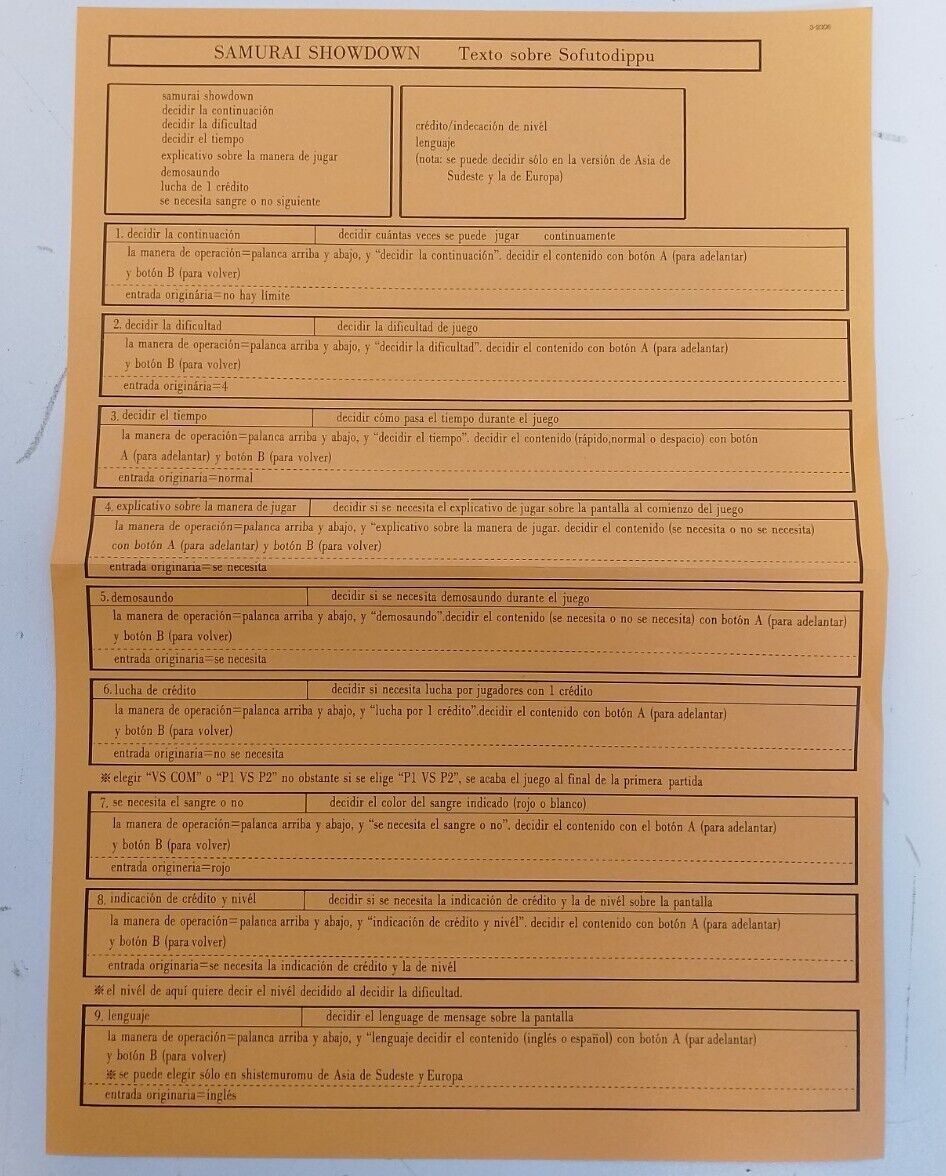 3-9306
SAMURAI SHOWDOWN Texto sobre Sofutodippu
samurai showdown
decidir la continuación
decidir la dificultad
decidir el tiempo
explicativo sobre la manera de jugar
demosaundo
lucha de 1 crédito
se necesita sangre o no siguiente
crédito/indecación de nivél
lenguaje
(nota: se puede decidir sólo en la versión de Asia de
Sudeste y la de Europa)
1. decidir la continuación decidir cuántas veces se puede jugar continuamente
la manera de operación=palanca arriba y abajo, y “decidir la continuación”. decidir el contenido con botón A (para adelantar)
y botón B (para volver)
entrada originária=no hay límite
2. decidir la dificultad decidir la dificultad de juego
la manera de operación=palanca arriba y abajo, y “decidir la dificultad”. decidir el contenido con botón A (para adelantar)
y botón B (para volver)
entrada origináría=4
3. decidir el tiempo decidir cómo pasa el tiempo durante el juego
la manera de operación=palanca arriba y abajo, y “decidir el tiempo”. decidir el contenido (rápido,normal o despacio) con botón
A (para adelantar) y botón B (para volver)
entrada originaria=normal
4. explicativo sobre la manera de jugar decidir si se necesita el explicativo de jugar sobre la pantalla al comienzo del juego
la manera de operación=palanca arriba y abajo, y “explicativo sobre la manera de jugar. decidir el contenido (se necesita o no se necesita)
con botón A (para adelantar) y botón B (para volver)
entrada originaria=se necesita
5. demosaundo decidir si se necesita demosaundo durante el juego
la manera de operación=palanca arriba y abajo, y “demosaundo”.decidir el contenido (se necesita o no se necesita) con botón A (para adelantar)
y botón B (para volver)
entrada originaria=se necesita
6. lucha de crédito decidir si necesita lucha por jugadores con 1 crédito
la manera de operación=palanca arriba y abajo, y “lucha por 1 crédito”.decidir el contenido con botón A (para adelantar)
y botón B (para volver)
entrada originaria=no se necesita
※ elegir “VS COM” o “P1 VS P2” no obstante si se elige “P1 VS P2”, se acaba el juego al final de la primera partida
7. se necesita el sangre o no decidir el color del sangre indicado (rojo o blanco)
la manera de operación=palanca arriba y abajo, y “se necesita el sangre o no”. decidir el contenido con el botón A (para adelantar)
y botón B (para volver)
entrada origineria=rojo
8. indicación de crédito y nivél decidir si se necesita la indicación de crédito y la de nivél sobre la pantalla
la manera de operación=palanca arriba y abajo, y “indicación de crédito y nivél”. decidir el contenido con botón A (para adelantar)
y botón B (para volver)
entrada originaria=se necesita la indicación de crédito y la de nivél
※ el nivél de aquí quiere decir el nivél decidido al decidir la dificultad.
9. lenguaje decidir el lenguage de mensage sobre la pantalla
la manera de operación=palanca arriba y abajo, y “lenguaje decidir el contenido (inglés o español) con botón A (par adelantar)
y botón B (para volver)
※ se puede elegir sólo en shistemuromu de Asia de Sudeste y Europa
entrada originaria=ínglés